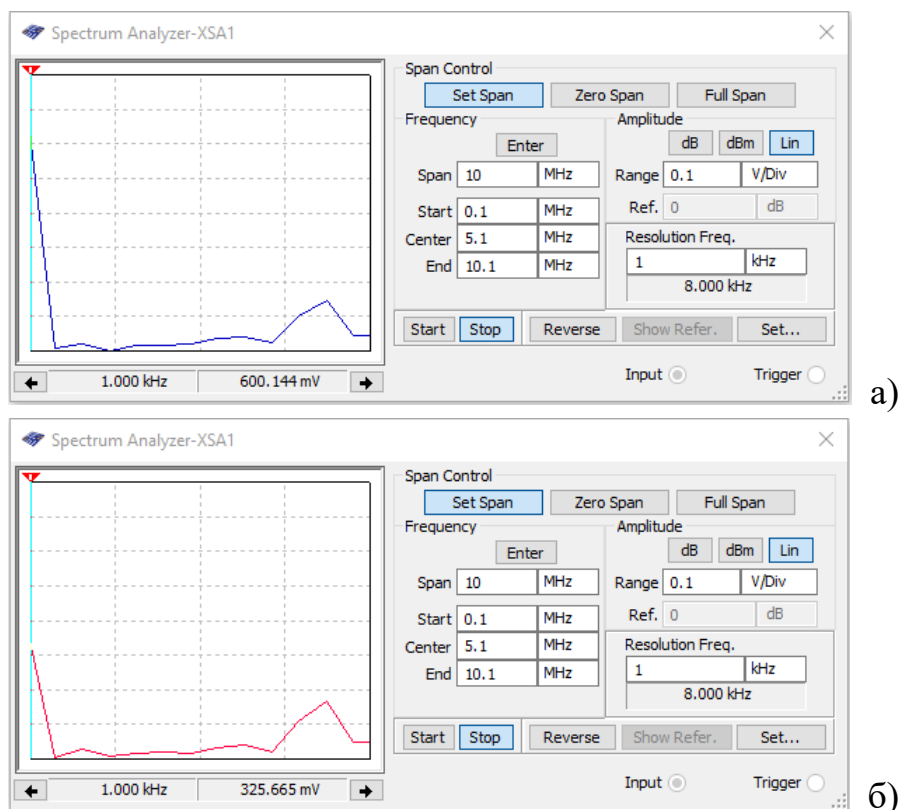 Spectrum Analyzer-XSA1
Span Control
Set Span Zero Span Full Span
Frequency
Enter
Span 10 MHz
Start 0.1 MHz
Center 5.1 MHz
End 10.1 MHz
Amplitude
dB dBm Lin
Range 0.1 V/Div
Ref. 0 dB
Resolution Freq.
1 kHz
8.000 kHz
Start Stop Reverse Show Refer. Set...
1.000 kHz 600.144 mV
Input Trigger
а)
Spectrum Analyzer-XSA1
Span Control
Set Span Zero Span Full Span
Frequency
Enter
Span 10 MHz
Start 0.1 MHz
Center 5.1 MHz
End 10.1 MHz
Amplitude
dB dBm Lin
Range 0.1 V/Div
Ref. 0 dB
Resolution Freq.
1 kHz
8.000 kHz
Start Stop Reverse Show Refer. Set...
1.000 kHz 325.665 mV
Input Trigger
б)